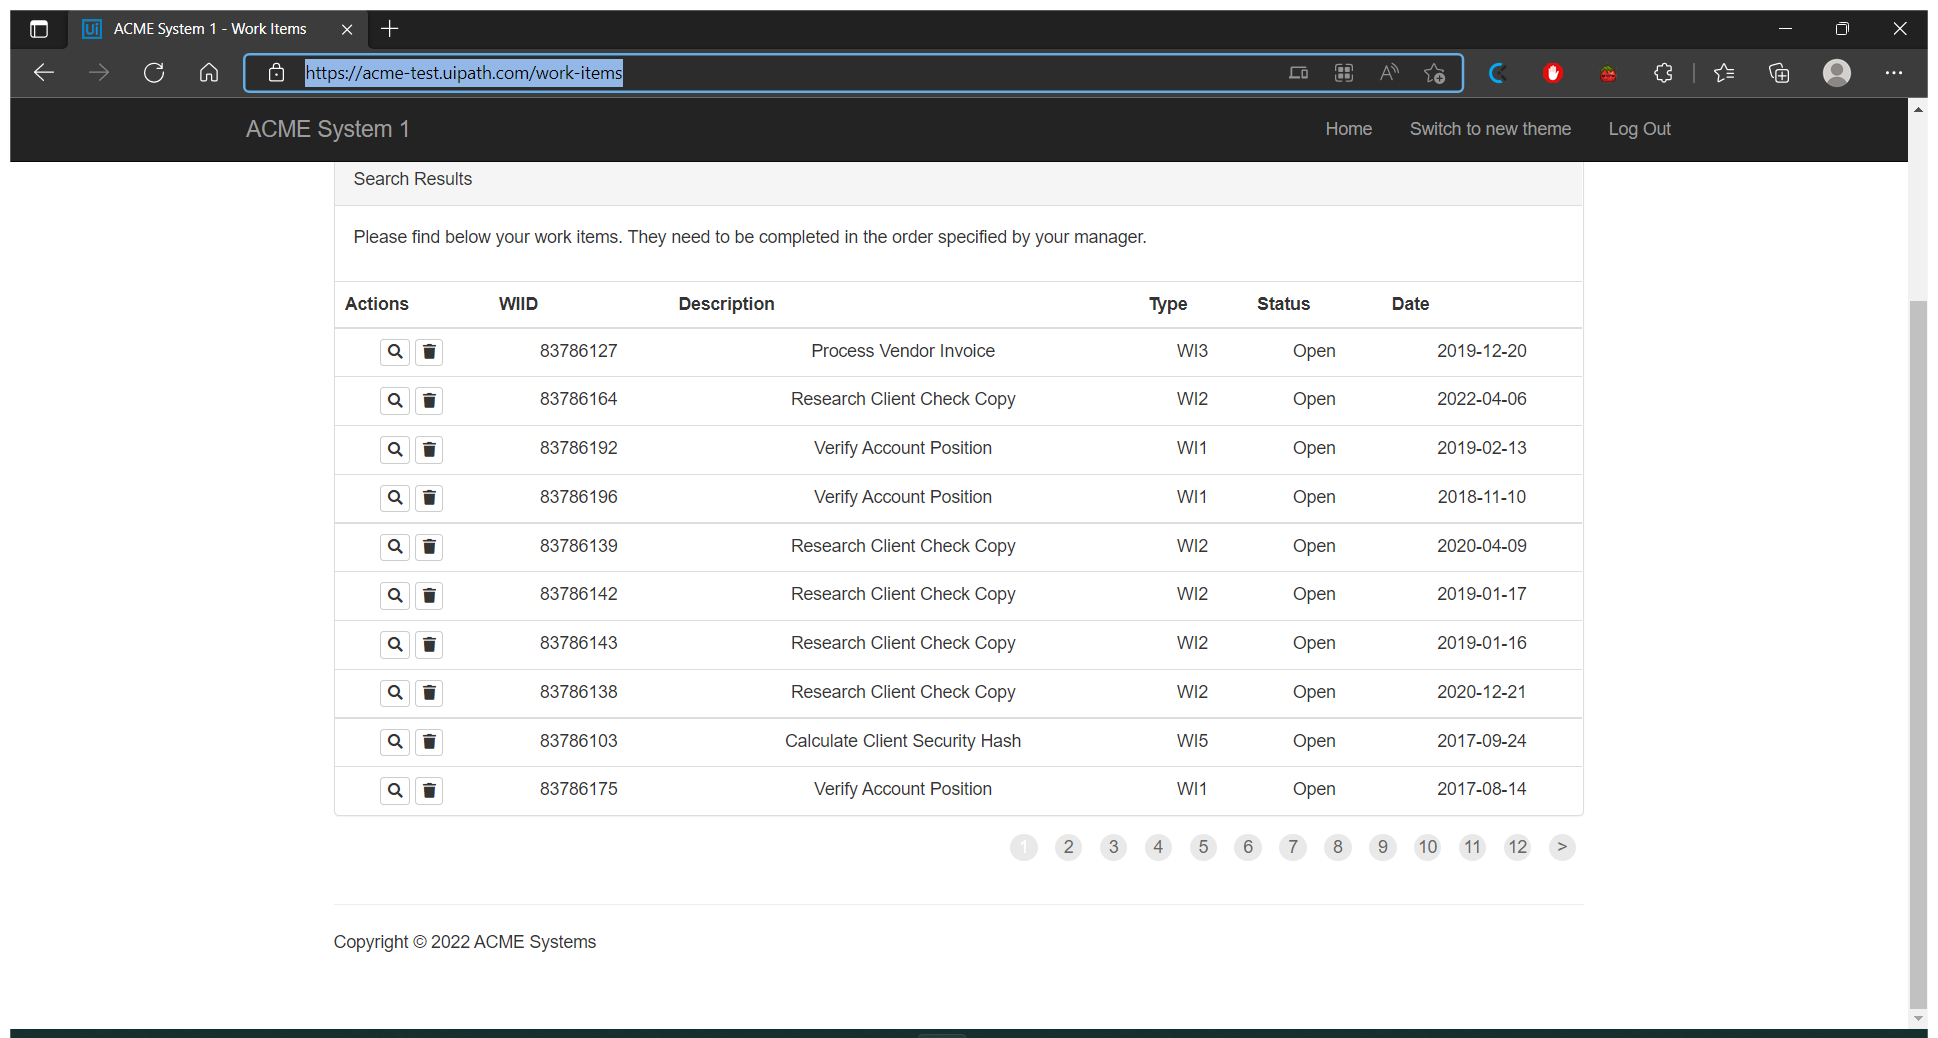 Ui ACME System 1 - Work Items
https://acme-test.uipath.com/work-items
ACME System 1 Home Switch to new theme Log Out
Search Results
Please find below your work items. They need to be completed in the order specified by your manager.
Actions WIID Description Type Status Date
83786127 Process Vendor Invoice WI3 Open 2019-12-20
83786164 Research Client Check Copy WI2 Open 2022-04-06
83786192 Verify Account Position WI1 Open 2019-02-13
83786196 Verify Account Position WI1 Open 2018-11-10
83786139 Research Client Check Copy WI2 Open 2020-04-09
83786142 Research Client Check Copy WI2 Open 2019-01-17
83786143 Research Client Check Copy WI2 Open 2019-01-16
83786138 Research Client Check Copy WI2 Open 2020-12-21
83786103 Calculate Client Security Hash WI5 Open 2017-09-24
83786175 Verify Account Position WI1 Open 2017-08-14
1 2 3 4 5 6 7 8 9 10 11 12 >
Copyright © 2022 ACME Systems